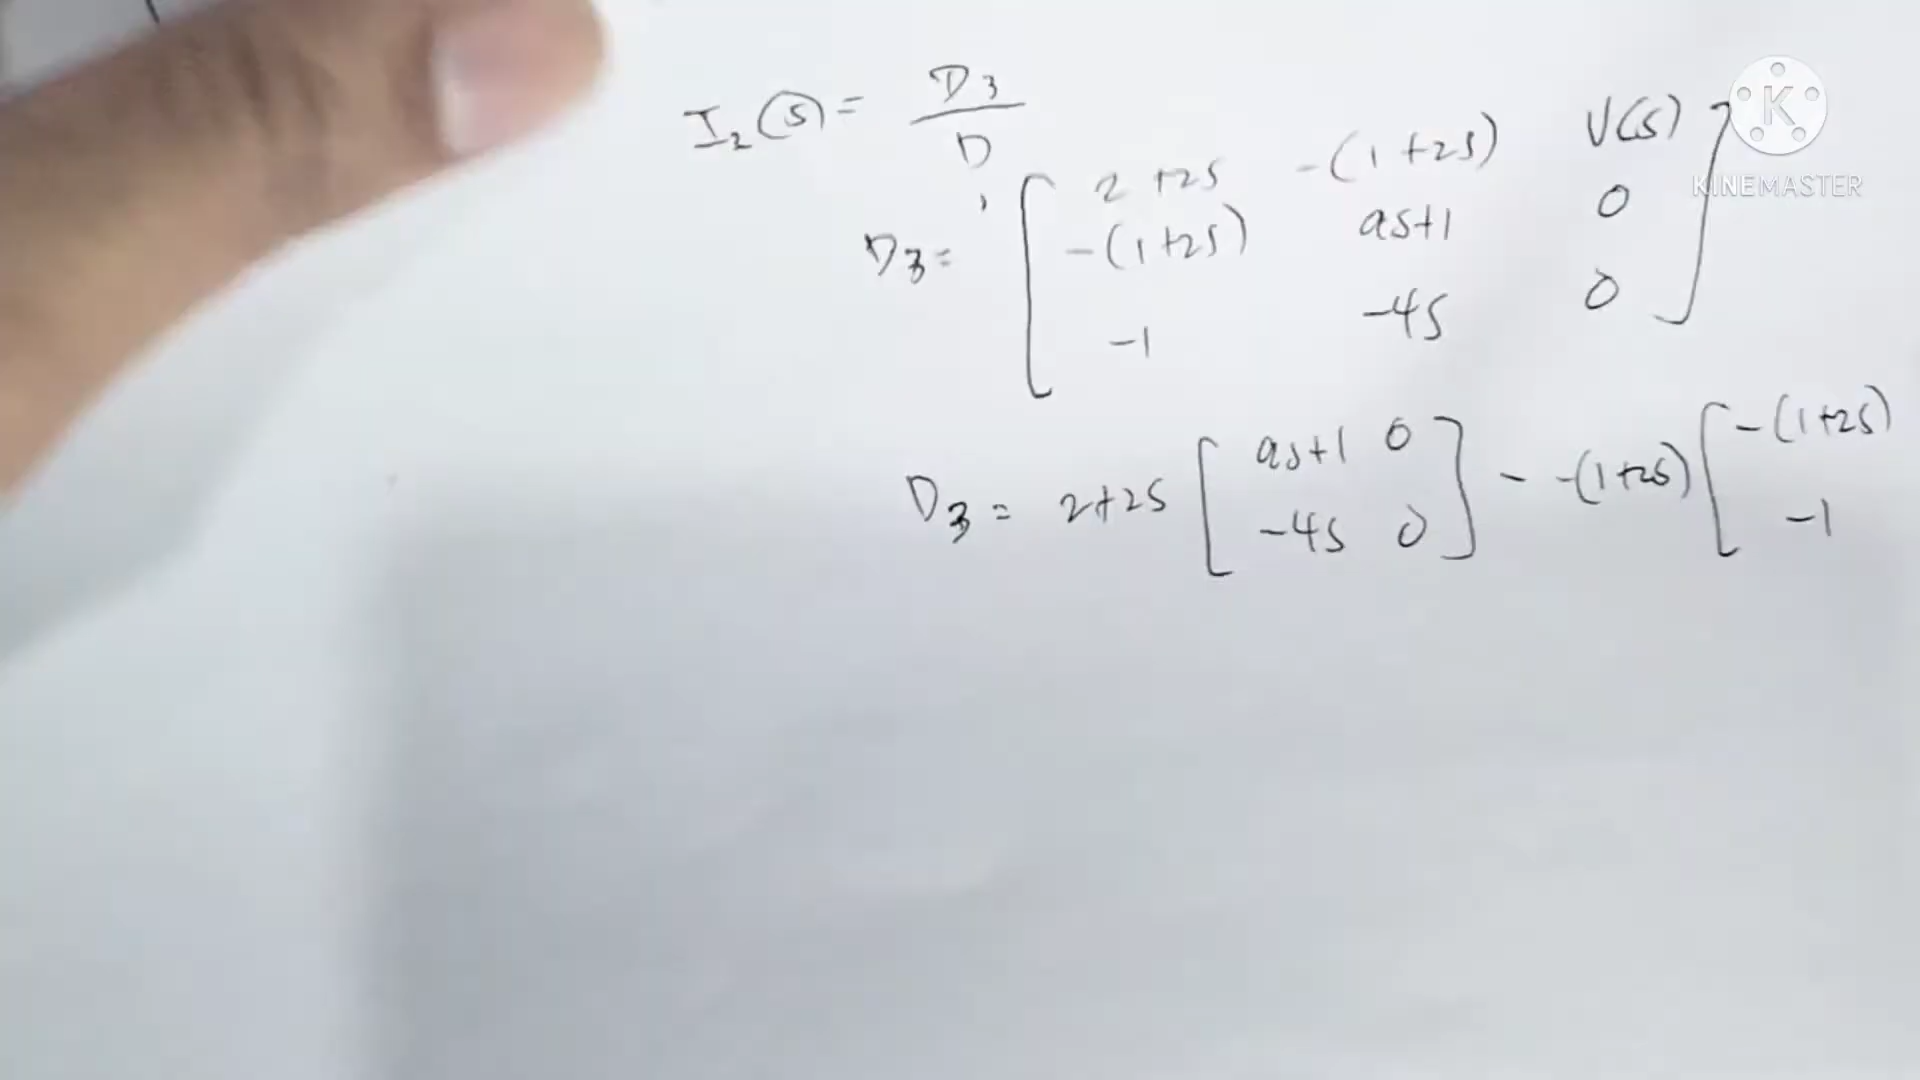 I₂(s) = D3
D
D3 = [ 2+2s -(1+2s) V(s) ]
-(1+2s) as+1 0
-1 -4s 0
D3 = 2+2s [ as+1 0 ] - -(1+2s) [ -(1+2s)
-4s 0 -1
K
KINEMASTER